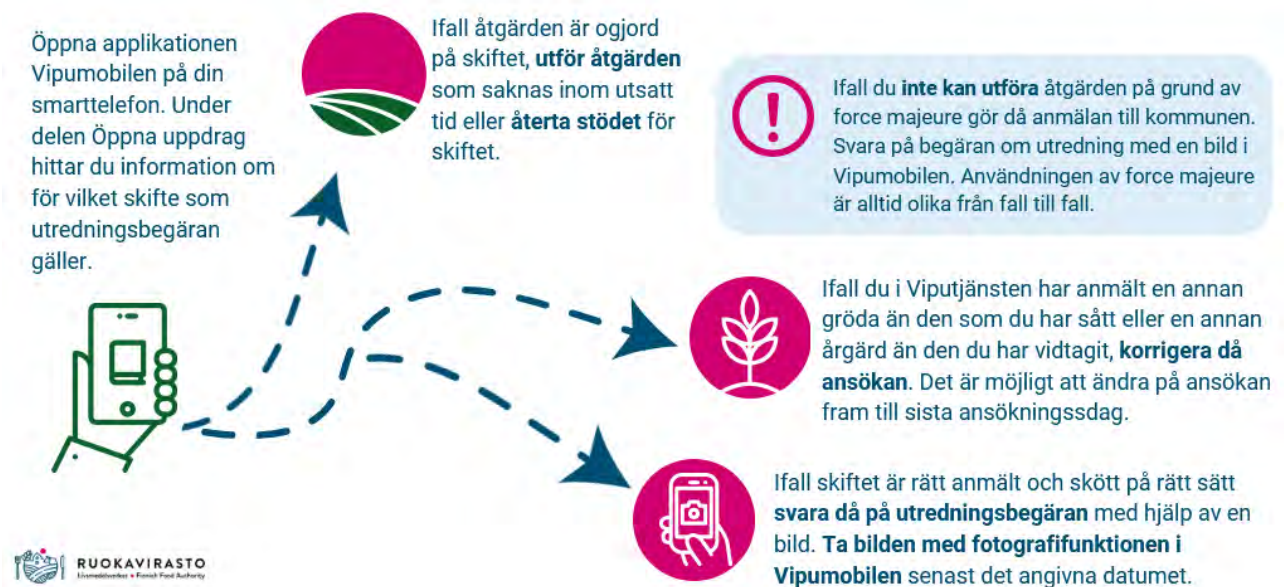 Öppna applikationen
Vipumobilen på din
smarttelefon. Under
delen Öppna uppdrag
hittar du information om
för vilket skifte som
utredningsbegäran
gäller.
Ifall åtgärden är ogjord
på skiftet, utför åtgärden
som saknas inom utsatt
tid eller återta stödet för
skiftet.
Ifall du inte kan utföra åtgärden på grund av
force majeure gör då anmälan till kommunen.
Svara på begäran om utredning med en bild i
Vipumobilen. Användningen av force majeure
är alltid olika från fall till fall.
Ifall du i Viputjänsten har anmält en annan
gröda än den som du har sått eller en annan
årgärd än den du har vidtagit, korrigera då
ansökan. Det är möjligt att ändra på ansökan
fram till sista ansökningssdag.
Ifall skiftet är rätt anmält och skött på rätt sätt
svara då på utredningsbegäran med hjälp av en
bild. Ta bilden med fotografifunktionen i
Vipumobilen senast det angivna datumet.
RUOKAVIRASTO
Livsmedelsverket • Finnish Food Authority